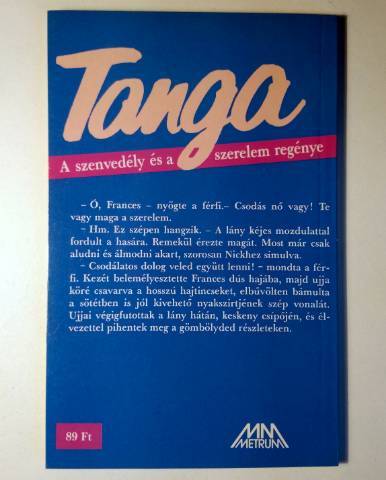 Tanga
A szenvedély és a szerelem regénye
– Ó, Frances – nyögte a férfi.– Csodás nő vagy! Te
vagy maga a szerelem.
– Hm. Ez szépen hangzik. – A lány kéjes mozdulattal
fordult a hasára. Remekül érezte magát. Most már csak
aludni és álmodni akart, szorosan Nickhez simulva.
– Csodálatos dolog veled együtt lenni! – mondta a fér-
fi. Kezét belemélyesztette Frances dús hajába, majd ujja
köré csavarva a hosszú hajtincseket, elbűvölten bámulta
a sötétben is jól kivehető nyakszirtjének szép vonalát.
Ujjai végigfutottak a lány hátán, keskeny csípőjén, és él-
vezettel pihentek meg a gömbölyded részleteken.
89 Ft
MM
METRUM